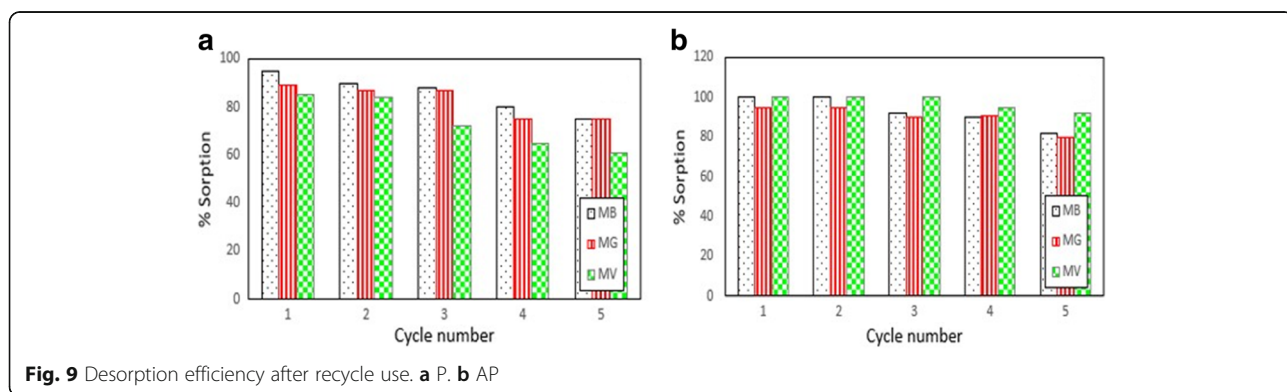 a
100
80
60
40
20
0
% Sorption
1 2 3 4 5
Cycle number
MB
MG
MV
b
120
100
80
60
40
20
0
% Sorption
1 2 3 4 5
Cycle number
MB
MG
MV
Fig. 9 Desorption efficiency after recycle use. a P. b AP